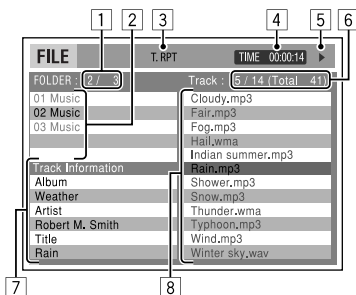 1 2 3 4 5
FILE T. RPT TIME 00:00:14
6
FOLDER : 2 / 3 Track : 5 / 14 (Total 41)
01 Music
02 Music
03 Music
Track Information
Album
Weather
Artist
Robert M. Smith
Title
Rain
Cloudy.mp3
Fair.mp3
Fog.mp3
Hail.wma
Indian summer.mp3
Rain.mp3
Shower.mp3
Snow.mp3
Thunder.wma
Typhoon.mp3
Wind.mp3
Winter sky.wav
7 8